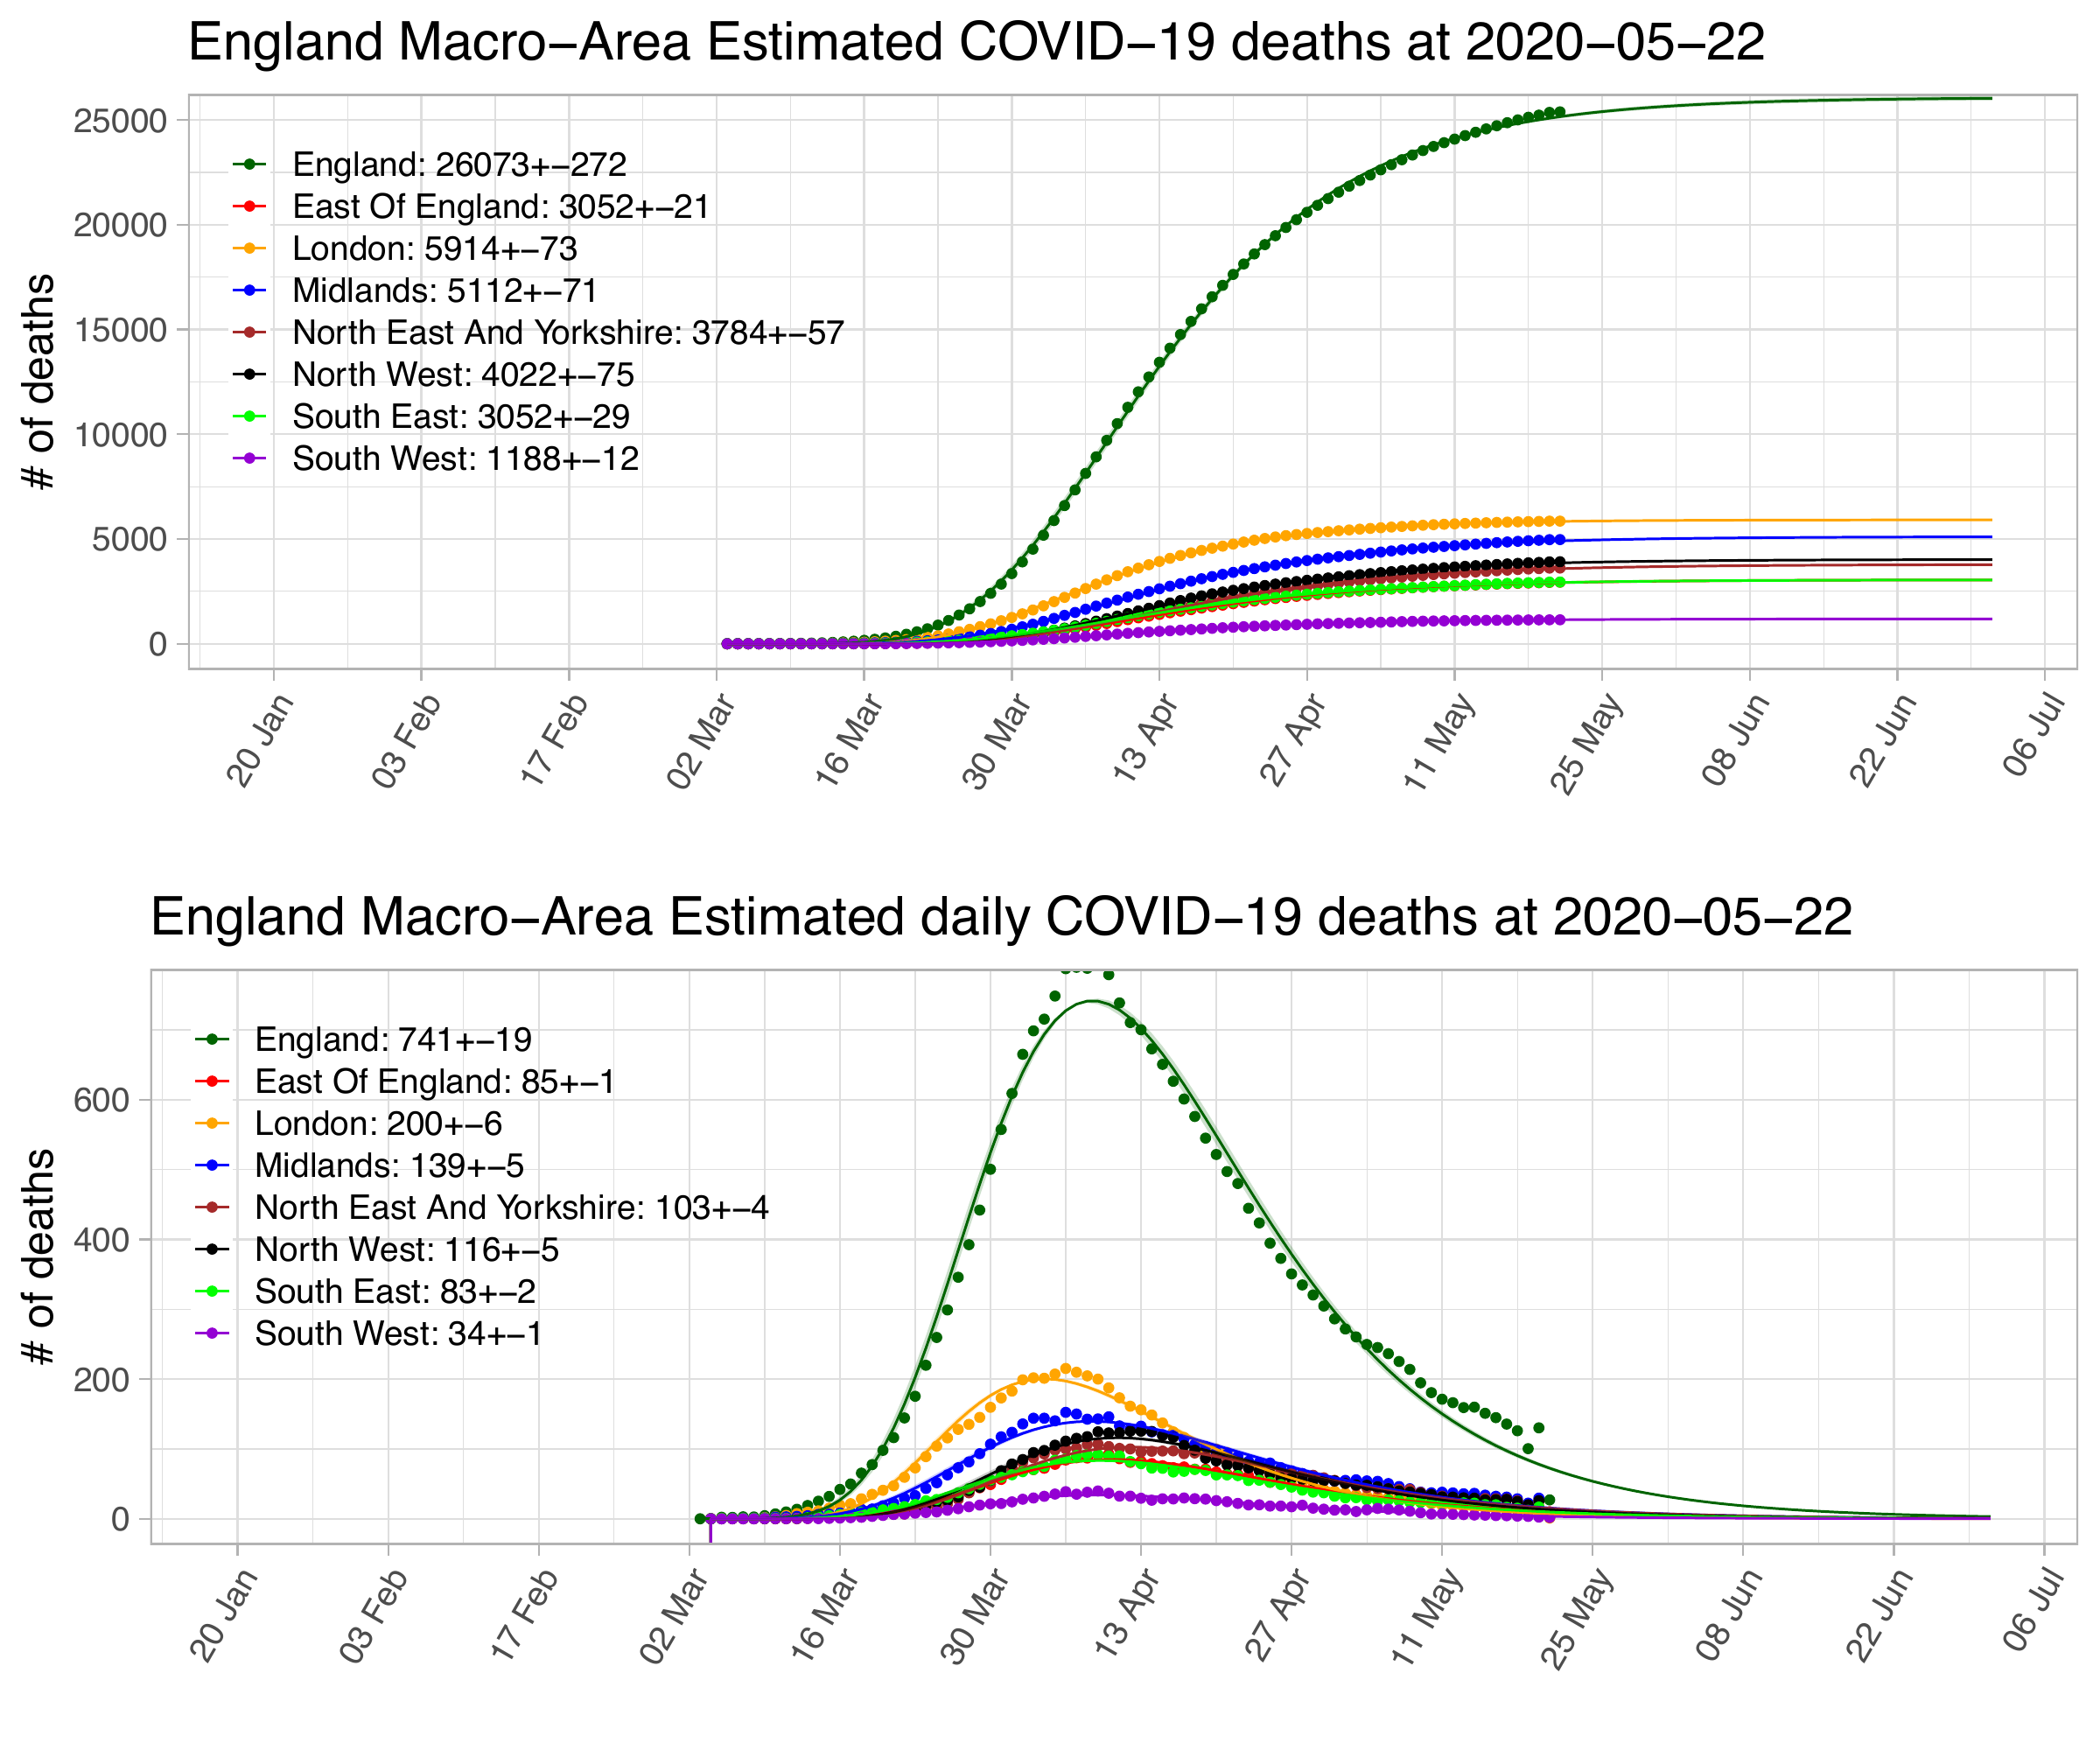 England Macro−Area Estimated COVID−19 deaths at 2020−05−22
# of deaths
25000
20000
15000
10000
5000
0
England: 26073+−272
East Of England: 3052+−21
London: 5914+−73
Midlands: 5112+−71
North East And Yorkshire: 3784+−57
North West: 4022+−75
South East: 3052+−29
South West: 1188+−12
20 Jan
03 Feb
17 Feb
02 Mar
16 Mar
30 Mar
13 Apr
27 Apr
11 May
25 May
08 Jun
22 Jun
06 Jul
England Macro−Area Estimated daily COVID−19 deaths at 2020−05−22
# of deaths
600
400
200
0
England: 741+−19
East Of England: 85+−1
London: 200+−6
Midlands: 139+−5
North East And Yorkshire: 103+−4
North West: 116+−5
South East: 83+−2
South West: 34+−1
20 Jan
03 Feb
17 Feb
02 Mar
16 Mar
30 Mar
13 Apr
27 Apr
11 May
25 May
08 Jun
22 Jun
06 Jul